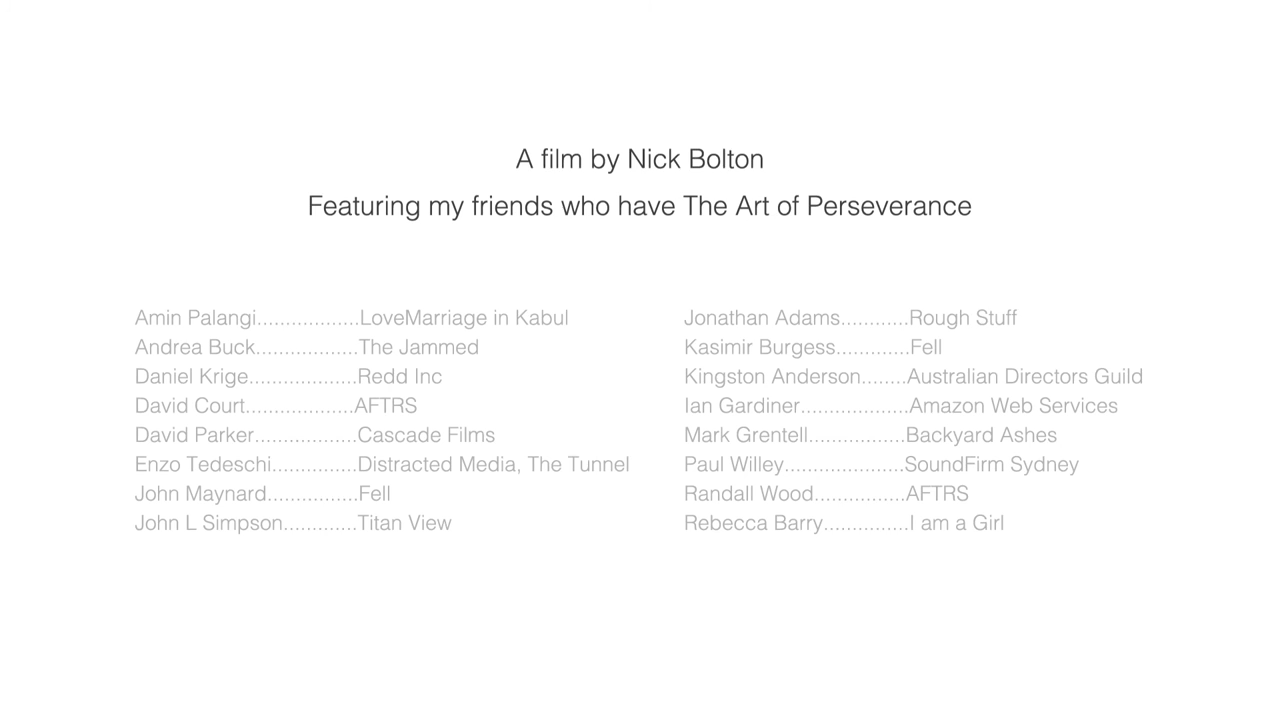 A film by Nick Bolton
Featuring my friends who have The Art of Perseverance
Amin Palangi..................LoveMarriage in Kabul
Andrea Buck..................The Jammed
Daniel Krige...................Redd Inc
David Court...................AFTRS
David Parker..................Cascade Films
Enzo Tedeschi...............Distracted Media, The Tunnel
John Maynard................Fell
John L Simpson.............Titan View
Jonathan Adams............Rough Stuff
Kasimir Burgess.............Fell
Kingston Anderson........Australian Directors Guild
Ian Gardiner...................Amazon Web Services
Mark Grentell.................Backyard Ashes
Paul Willey.....................SoundFirm Sydney
Randall Wood................AFTRS
Rebecca Barry...............I am a Girl